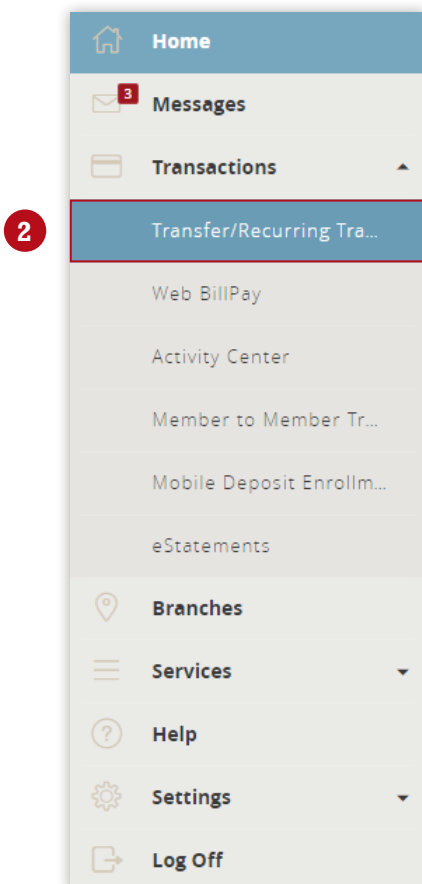 Home
3
Messages
Transactions
2
Transfer/Recurring Tra...
Web BillPay
Activity Center
Member to Member Tr...
Mobile Deposit Enrollm...
eStatements
Branches
Services
?
Help
Settings
Log Off